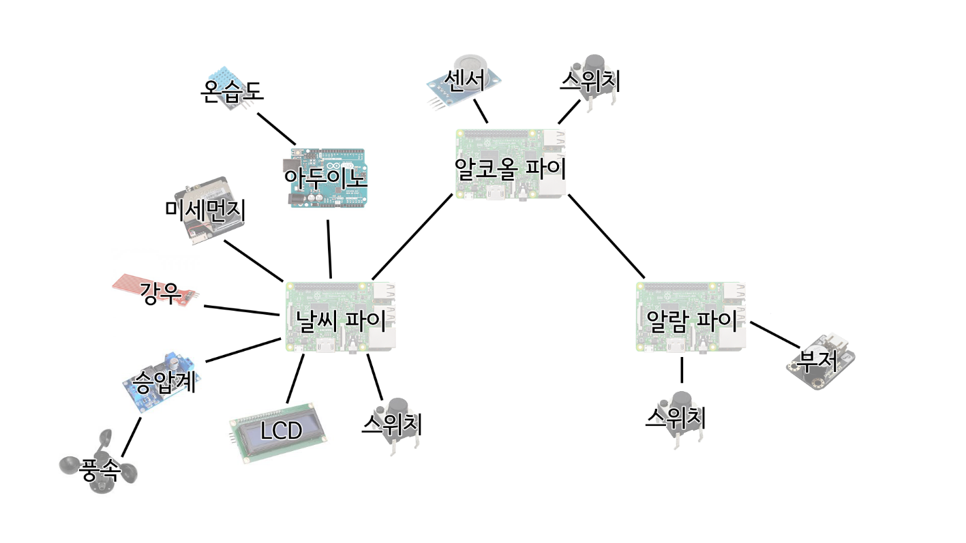 센서
스위치
온습도
알코올 파이
아두이노
미세먼지
강우
날씨 파이
알람 파이
승압계
부저
LCD
스위치
스위치
풍속